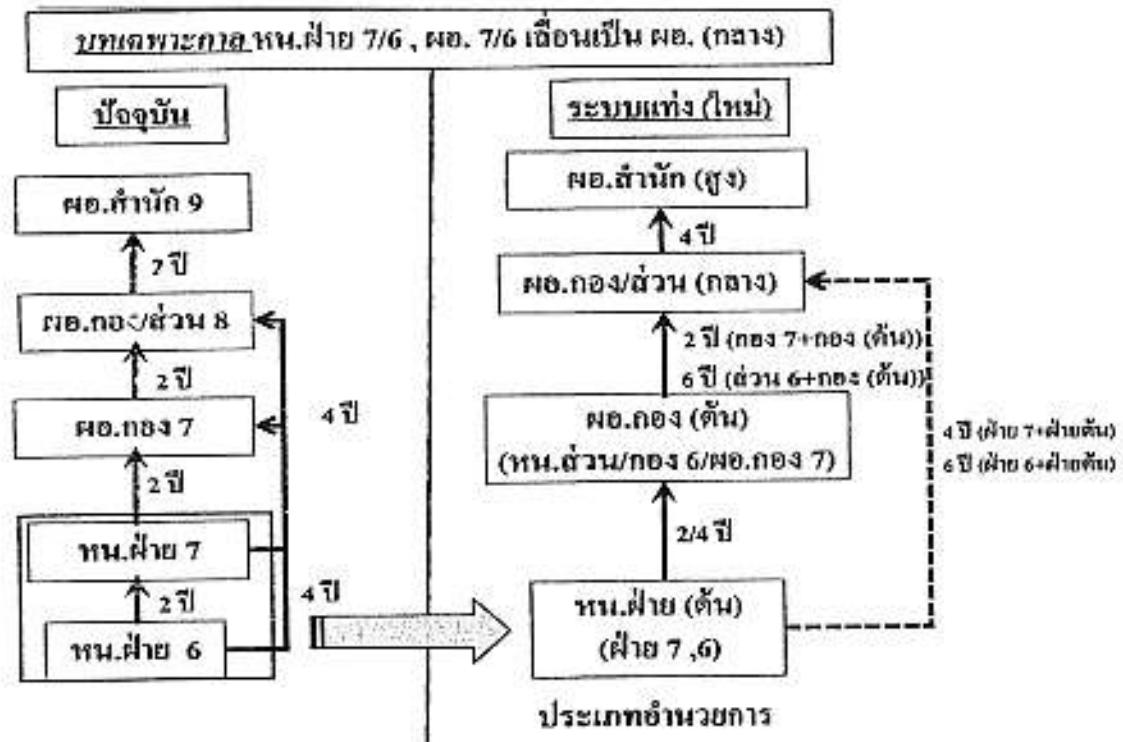 บทเฉพาะกาล หน.ฝ่าย 7/6 , ผอ. 7/6 เลื่อนเป็น ผอ. (กลาง)
ปัจจุบัน
ผอ.สำนัก 9
2 ปี
ผอ.กอง/ส่วน 8
2 ปี
ผอ.กอง 7
4 ปี
2 ปี
หน.ฝ่าย 7
2 ปี
หน.ฝ่าย 6
4 ปี
ระบบแท่ง (ใหม่)
ผอ.สำนัก (สูง)
4 ปี
ผอ.กอง/ส่วน (กลาง)
2 ปี (กอง 7+กอง (ต้น))
6 ปี (ส่วน 6+กอง (ต้น))
ผอ.กอง (ต้น)
(หน.ส่วน/กอง 6/ผอ.กอง 7)
4 ปี (ฝ่าย 7+ฝ่ายต้น)
6 ปี (ฝ่าย 6+ฝ่ายต้น)
2/4 ปี
หน.ฝ่าย (ต้น)
(ฝ่าย 7 ,6)
ประเภทอำนวยการ